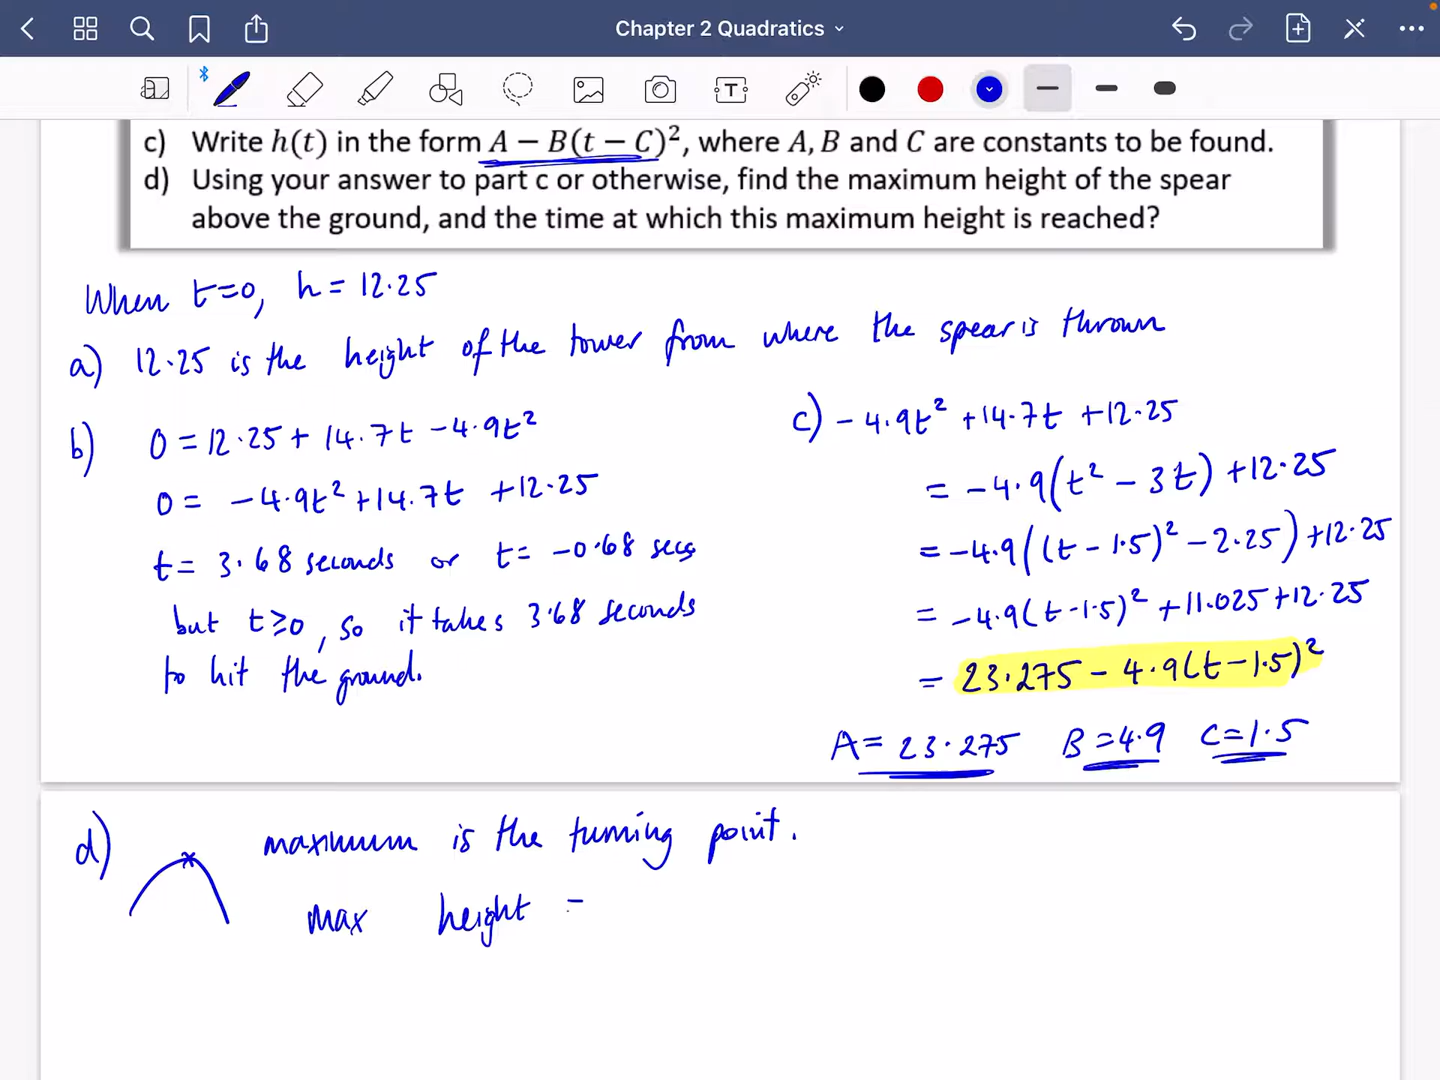 Chapter 2 Quadratics
T
c) Write h(t) in the form A − B(t − C)², where A, B and C are constants to be found.
d) Using your answer to part c or otherwise, find the maximum height of the spear
above the ground, and the time at which this maximum height is reached?
When t=0, h = 12.25
a) 12.25 is the height of the tower from where the spear is thrown
b) 0 = 12.25 + 14.7t − 4.9t²
0 = −4.9t² + 14.7t + 12.25
t = 3.68 seconds or t = −0.68 secs
but t ≥ 0, so it takes 3.68 seconds
to hit the ground.
c) −4.9t² + 14.7t + 12.25
= −4.9(t² − 3t) + 12.25
= −4.9((t − 1.5)² − 2.25) + 12.25
= −4.9(t − 1.5)² + 11.025 + 12.25
= 23.275 − 4.9(t − 1.5)²
A = 23.275 B = 4.9 C = 1.5
d) maximum is the turning point.
max height =